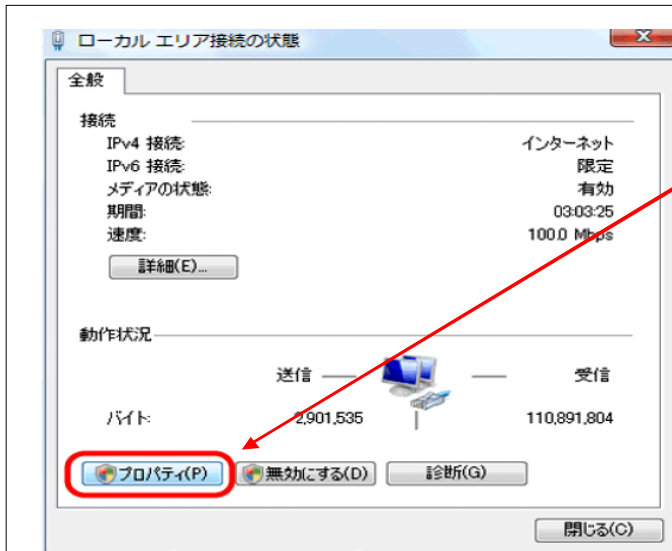 ローカル エリア接続の状態
全般
接続
IPv4 接続: インターネット
IPv6 接続: 限定
メディアの状態: 有効
期間: 03:03:25
速度: 100.0 Mbps
詳細(E)...
動作状況
送信 受信
バイト: 2,901,535 110,891,804
プロパティ(P) 無効にする(D) 診断(G)
閉じる(C)